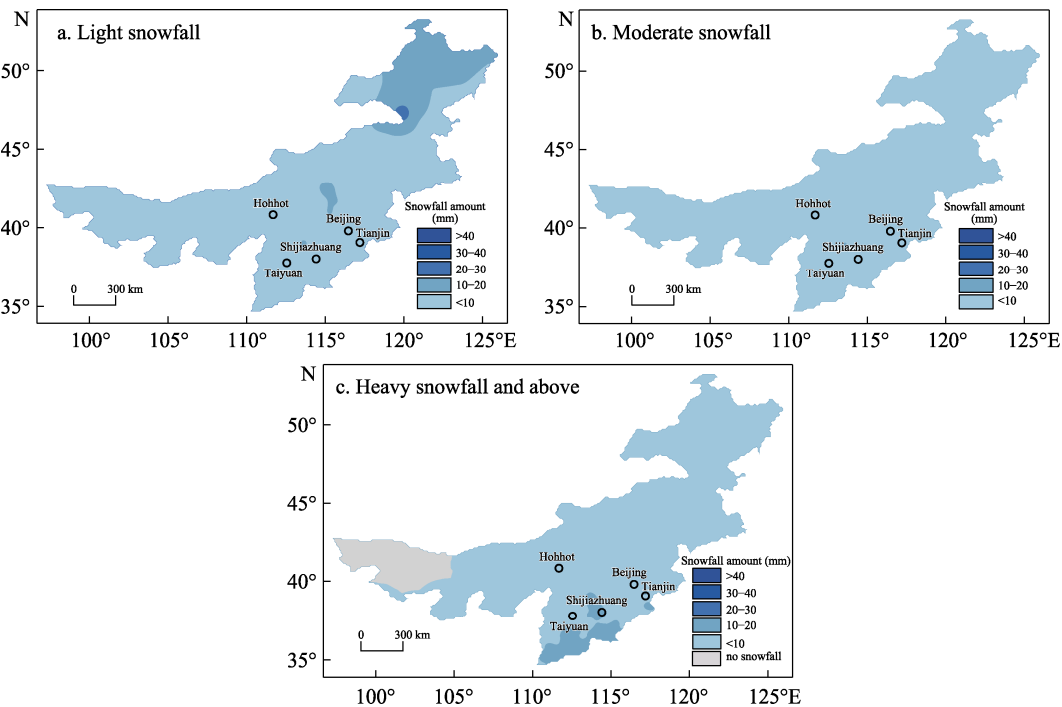 N
a. Light snowfall
50°
45°
40°
35°
Hohhot
Beijing
Tianjin
Shijiazhuang
Taiyuan
Snowfall amount
(mm)
>40
30–40
20–30
10–20
<10
0 300 km
100° 105° 110° 115° 120° 125°E
N
b. Moderate snowfall
50°
45°
40°
35°
Hohhot
Beijing
Tianjin
Shijiazhuang
Taiyuan
Snowfall amount
(mm)
>40
30–40
20–30
10–20
<10
0 300 km
100° 105° 110° 115° 120° 125°E
N
c. Heavy snowfall and above
50°
45°
40°
35°
Hohhot
Beijing
Tianjin
Shijiazhuang
Taiyuan
Snowfall amount (mm)
>40
30–40
20–30
10–20
<10
no snowfall
0 300 km
100° 105° 110° 115° 120° 125°E